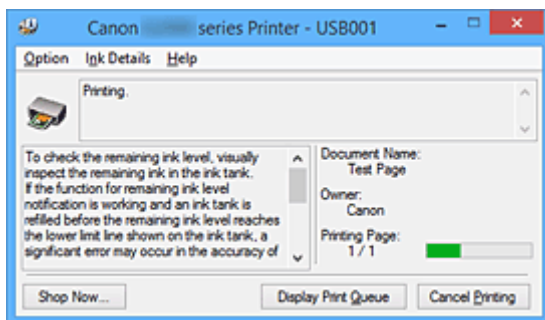 Canon series Printer - USB001
Option Ink Details Help
Printing.
To check the remaining ink level, visually
inspect the remaining ink in the ink tank.
If the function for remaining ink level
notification is working and an ink tank is
refilled before the remaining ink level reaches
the lower limit line shown on the ink tank, a
significant error may occur in the accuracy of
Document Name:
Test Page
Owner:
Canon
Printing Page:
1 / 1
Shop Now... Display Print Queue Cancel Printing